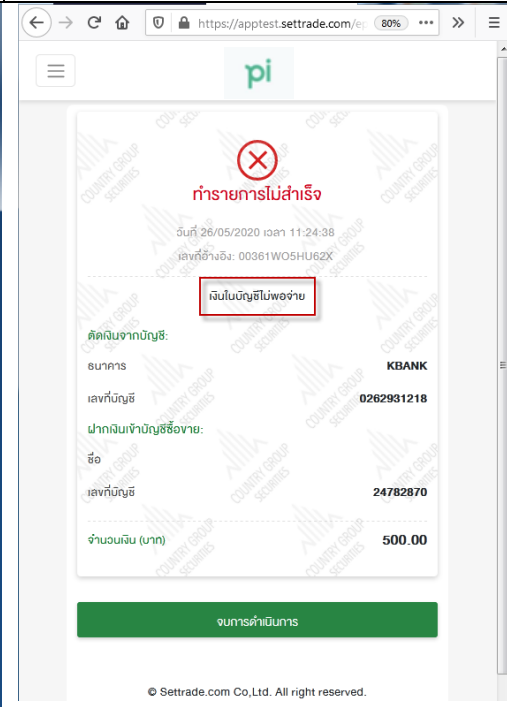 https://apptest.settrade.com/e
80%
pi
ทำรายการไม่สำเร็จ
วันที่ 26/05/2020 เวลา 11:24:38
เลขที่อ้างอิง: 00361WO5HU62X
เงินในบัญชีไม่พอจ่าย
ตัดเงินจากบัญชี:
ธนาคาร KBANK
เลขที่บัญชี 0262931218
ฝากเงินเข้าบัญชีซื้อขาย:
ชื่อ
เลขที่บัญชี 24782870
จำนวนเงิน (บาท) 500.00
จบการดำเนินการ
© Settrade.com Co,Ltd. All right reserved.
COUNTRY GROUP
SECURITIES